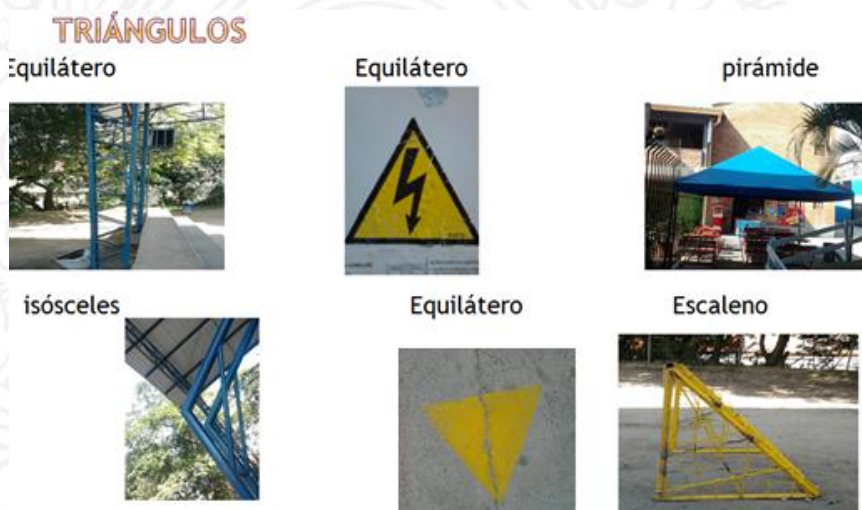 TRIÁNGULOS
Equilátero
Equilátero
pirámide
isósceles
Equilátero
Escaleno